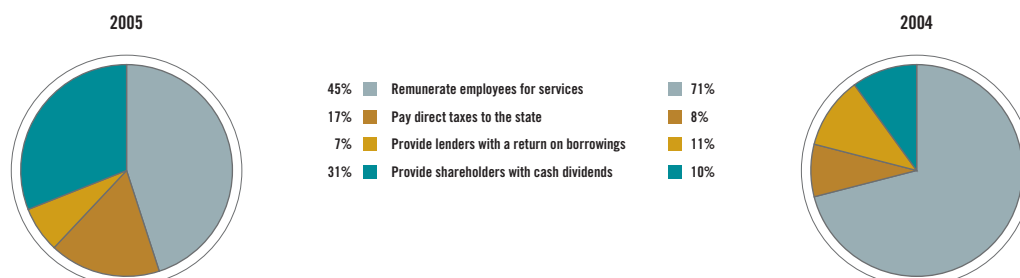 2005
2004
45% Remunerate employees for services 71%
17% Pay direct taxes to the state 8%
7% Provide lenders with a return on borrowings 11%
31% Provide shareholders with cash dividends 10%